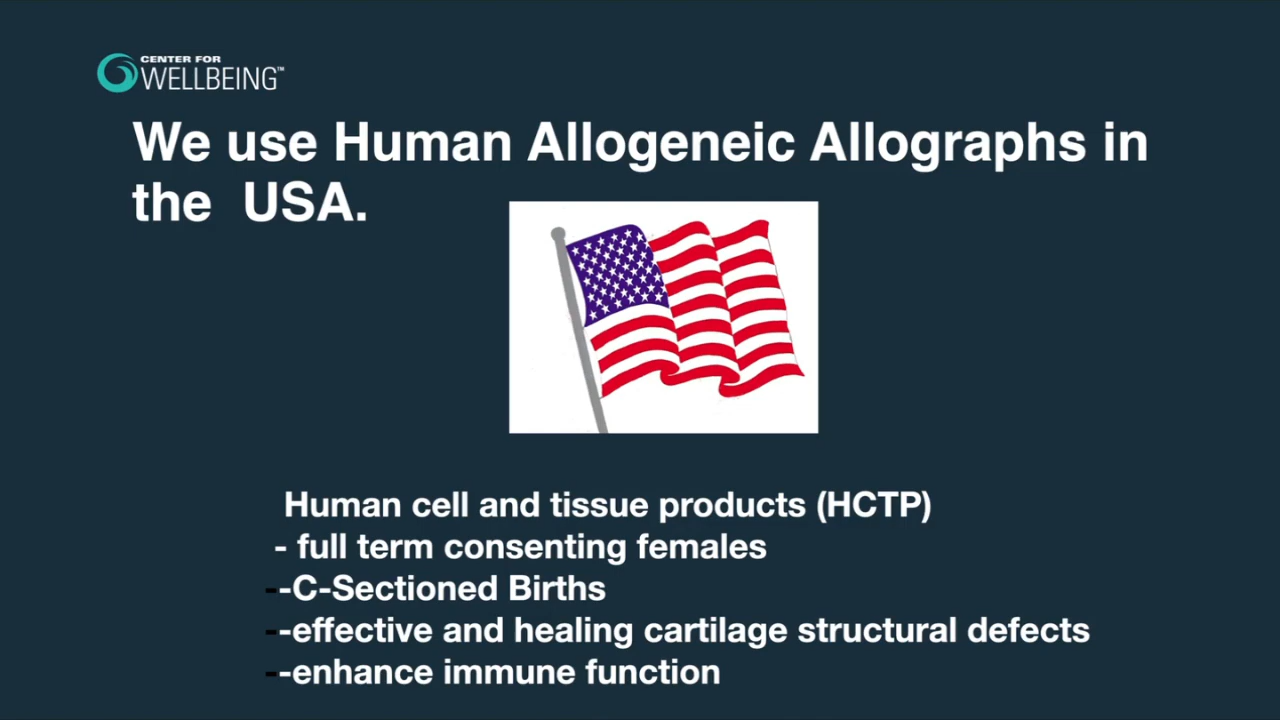 CENTER FOR
WELLBEING™
We use Human Allogeneic Allographs in
the  USA.
Human cell and tissue products (HCTP)
- full term consenting females
--C-Sectioned Births
--effective and healing cartilage structural defects
--enhance immune function